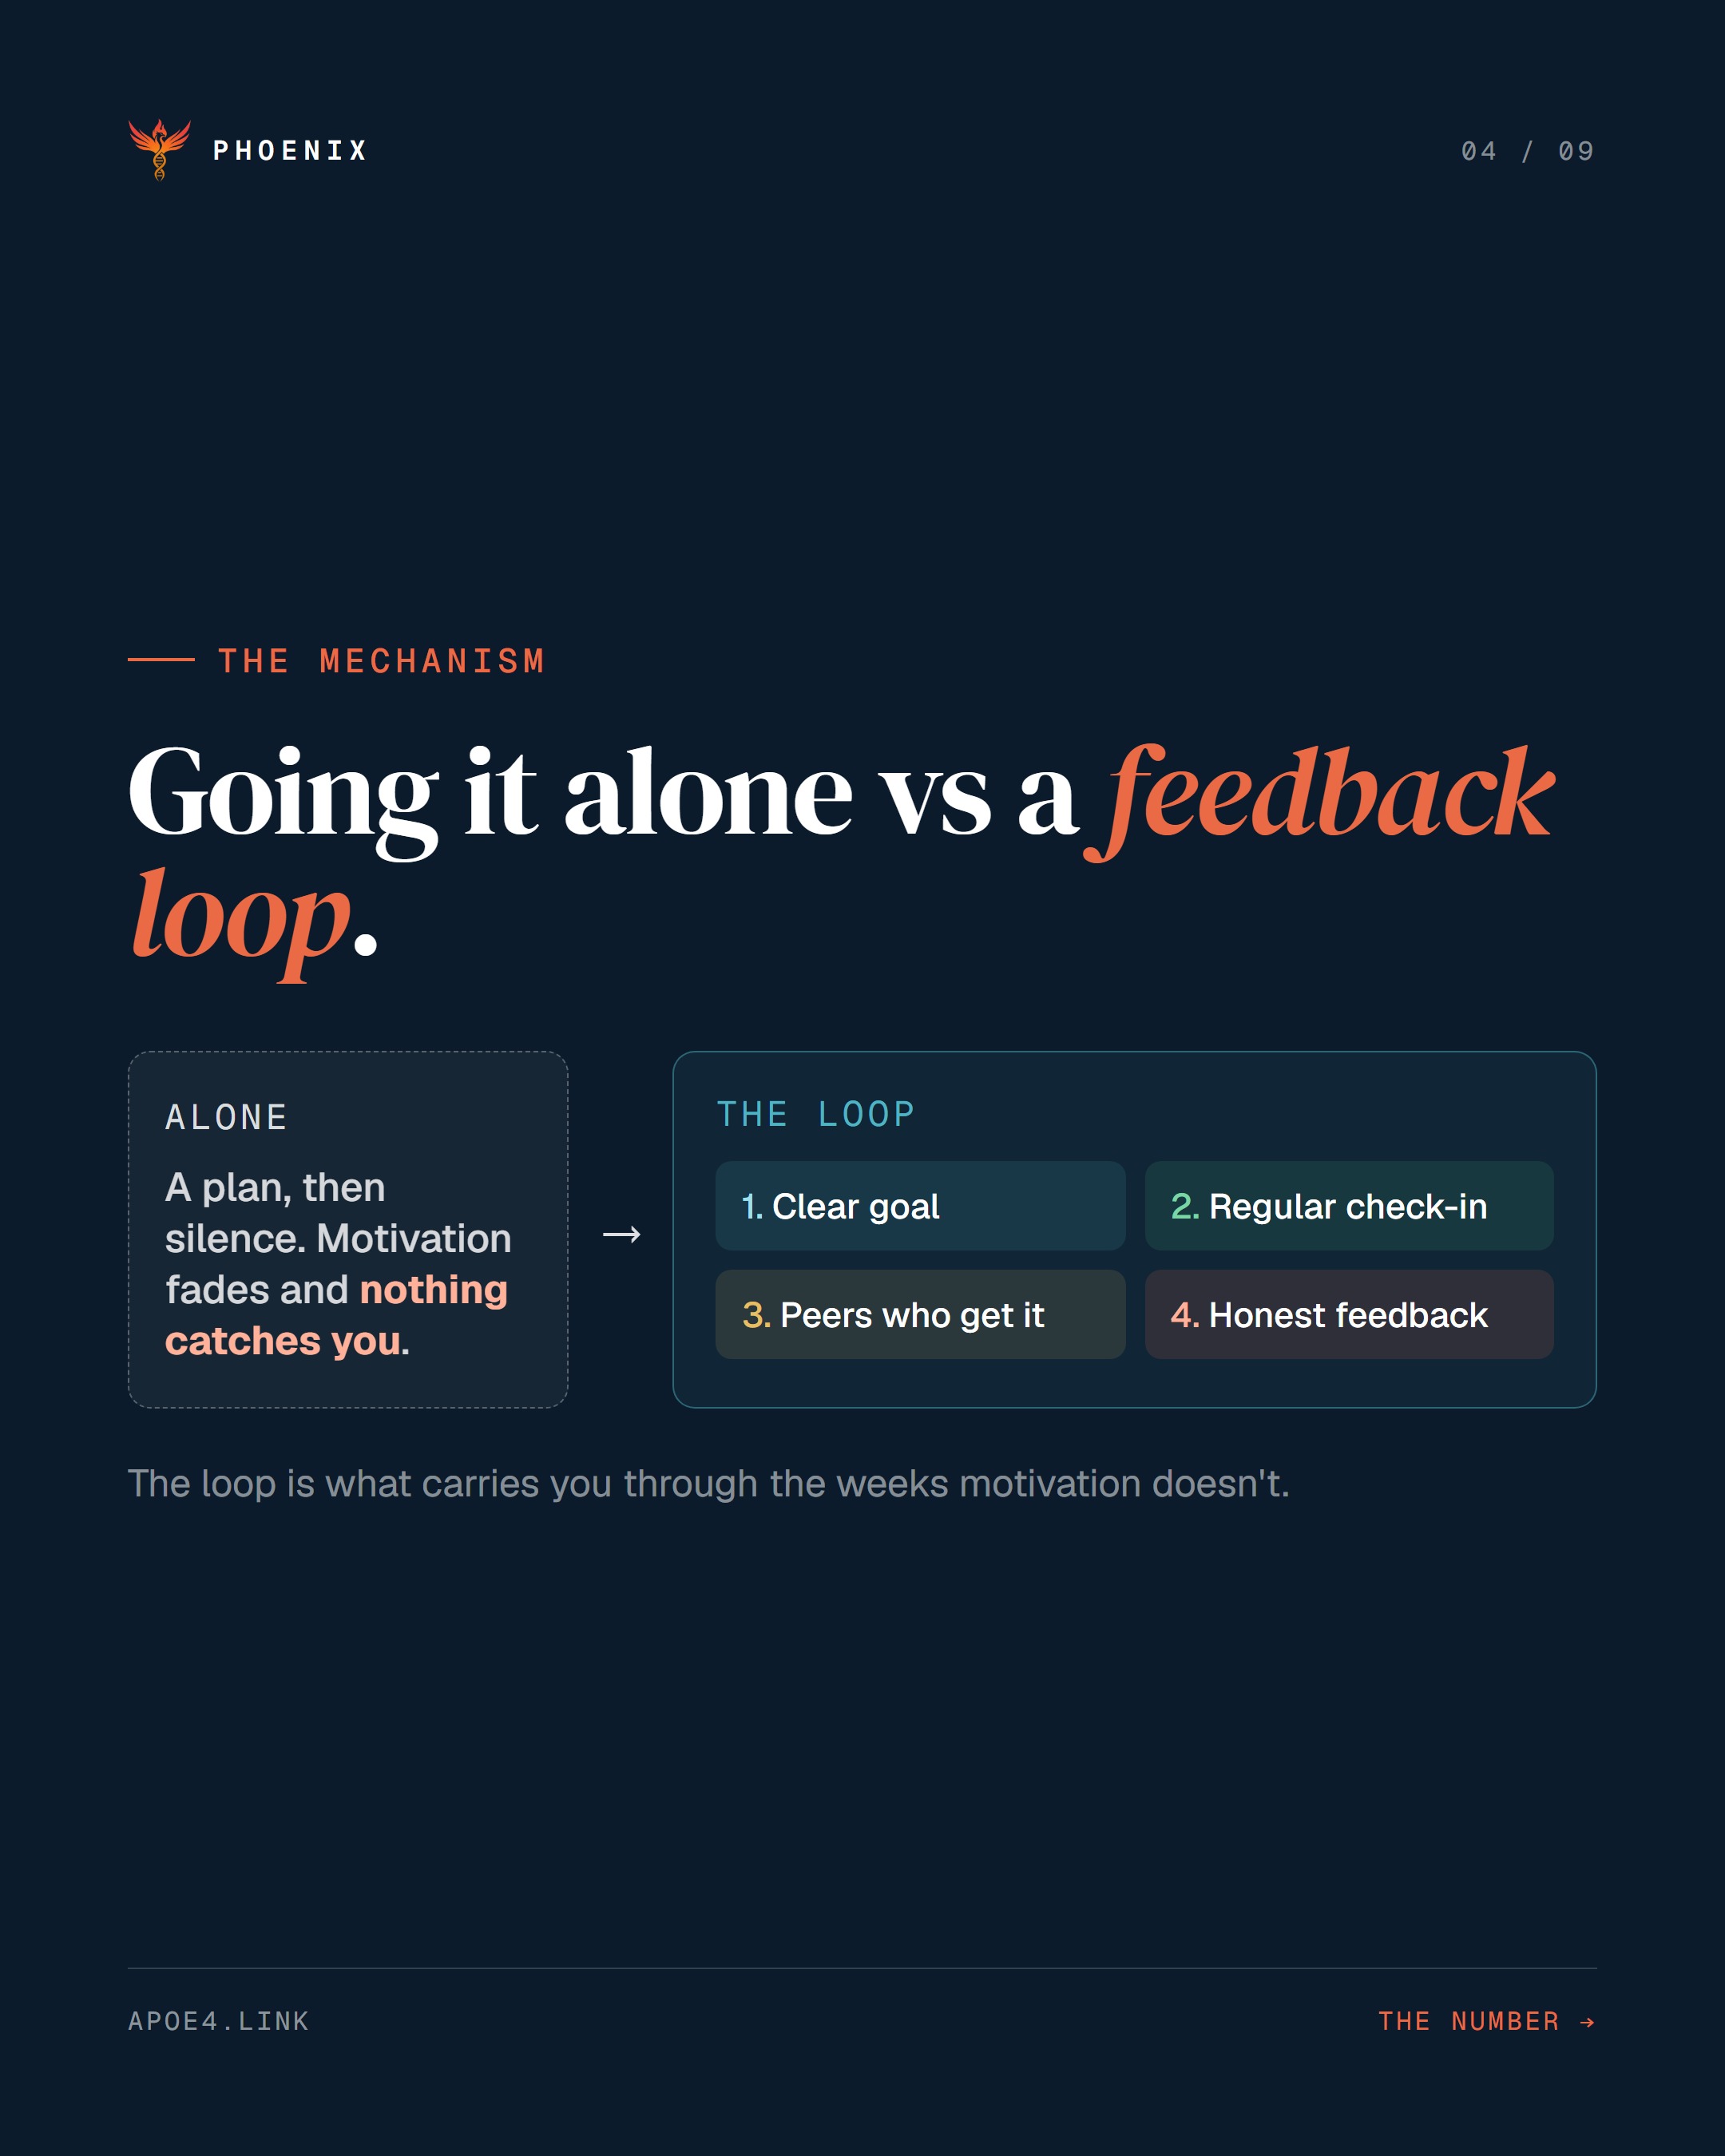 PHOENIX
04 / 09
THE MECHANISM
Going it alone vs a feedback
loop.
ALONE
A plan, then
silence. Motivation
fades and nothing
catches you.
→
THE LOOP
1. Clear goal
2. Regular check-in
3. Peers who get it
4. Honest feedback
The loop is what carries you through the weeks motivation doesn't.
APOE4.LINK
THE NUMBER →